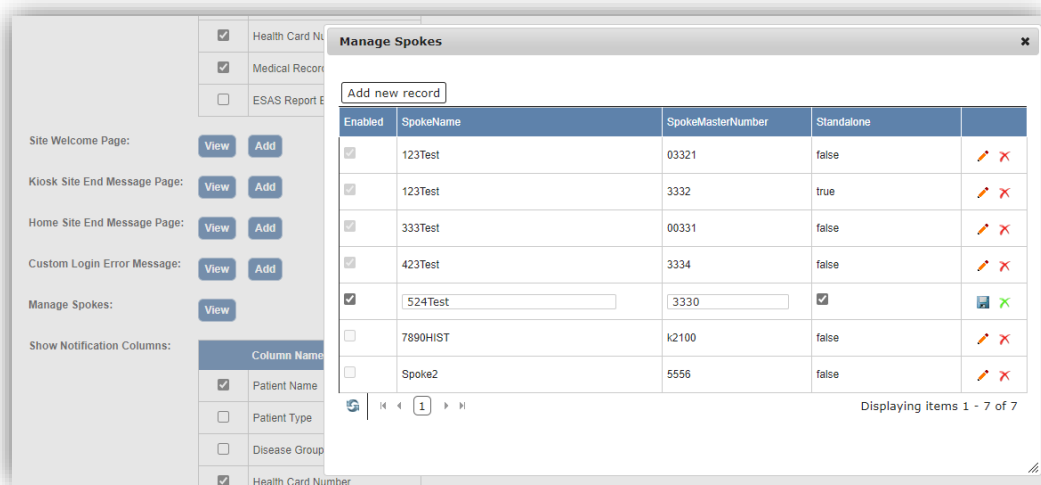 Health Card Nu
Medical Record
ESAS Report E
Site Welcome Page: View Add
Kiosk Site End Message Page: View Add
Home Site End Message Page: View Add
Custom Login Error Message: View Add
Manage Spokes: View
Show Notification Columns:
Column Name
Patient Name
Patient Type
Disease Group
Health Card Number
Manage Spokes
Add new record
Enabled SpokeName SpokeMasterNumber Standalone
123Test 03321 false
123Test 3332 true
333Test 00331 false
423Test 3334 false
524Test 3330
7890HIST k2100 false
Spoke2 5556 false
1 Displaying items 1 - 7 of 7